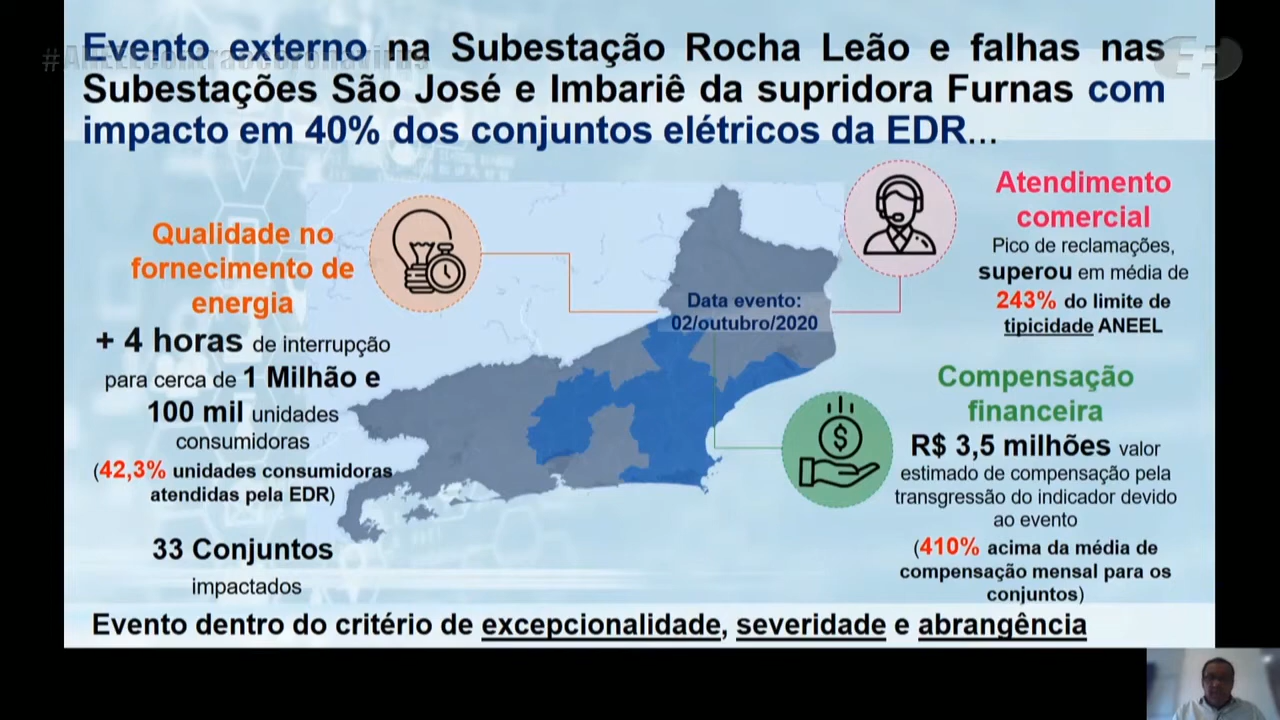 #ANEELcontraocoronavírus
Evento externo na Subestação Rocha Leão e falhas nas
Subestações São José e Imbariê da supridora Furnas com
impacto em 40% dos conjuntos elétricos da EDR...
Qualidade no
fornecimento de
energia
+ 4 horas de interrupção
para cerca de 1 Milhão e
100 mil unidades
consumidoras
(42,3% unidades consumidoras
atendidas pela EDR)
33 Conjuntos
impactados
Data evento:
02/outubro/2020
Atendimento
comercial
Pico de reclamações,
superou em média de
243% do limite de
tipicidade ANEEL
Compensação
financeira
$
R$ 3,5 milhões valor
estimado de compensação pela
transgressão do indicador devido
ao evento
(410% acima da média de
compensação mensal para os
conjuntos)
Evento dentro do critério de excepcionalidade, severidade e abrangência